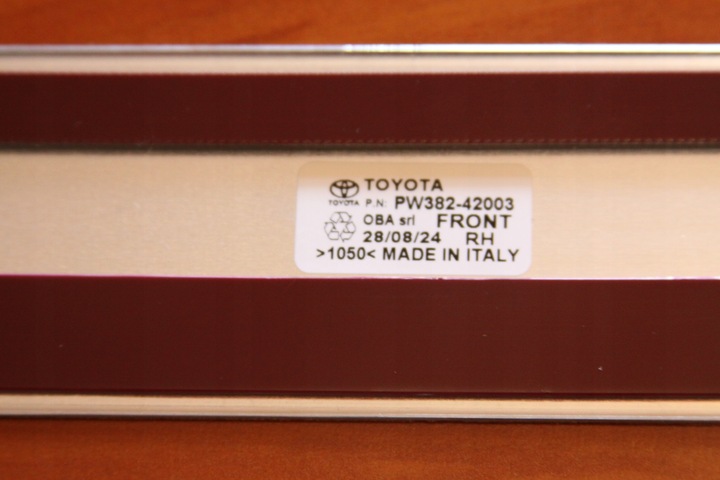 TOYOTA
TOYOTA P.N: PW382-42003
OBA srl FRONT
28/08/24 RH
>1050< MADE IN ITALY